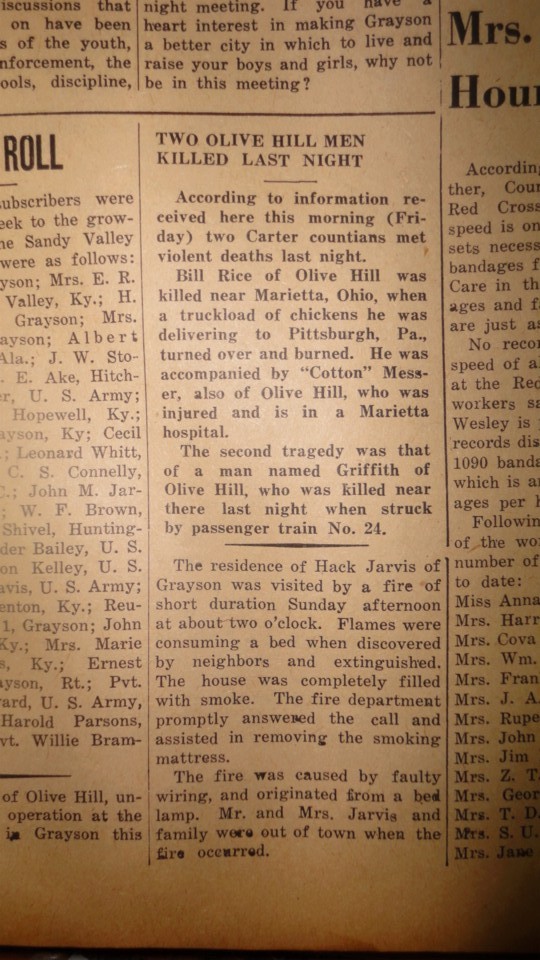 iscussions that
on have been
s of the youth,
nforcement, the
ools, discipline,
ROLL
ubscribers were
eek to the grow-
he Sandy Valley
were as follows:
yson; Mrs. E. R.
Valley, Ky.; H.
Grayson; Mrs.
ayson; Albert
Ala.; J. W. Sto-
. E. Ake, Hitch-
er, U. S. Army;
Hopewell, Ky.;
ayson, Ky; Cecil
.; Leonard Whitt,
C. S. Connelly,
C.; John M. Jar-
; W. F. Brown,
Shivel, Hunting-
der Bailey, U. S.
on Kelley, U. S.
avis, U. S. Army;
enton, Ky.; Reu-
1, Grayson; John
Ky.; Mrs. Marie
s, Ky.; Ernest
ayson, Rt.; Pvt.
ard, U. S. Army,
Harold Parsons,
vt. Willie Bram-
of Olive Hill, un-
operation at the
in Grayson this
night meeting. If you have a
heart interest in making Grayson
a better city in which to live and
raise your boys and girls, why not
be in this meeting?
TWO OLIVE HILL MEN
KILLED LAST NIGHT
According to information re-
ceived here this morning (Fri-
day) two Carter countians met
violent deaths last night.
Bill Rice of Olive Hill was
killed near Marietta, Ohio, when
a truckload of chickens he was
delivering to Pittsburgh, Pa.,
turned over and burned. He was
accompanied by "Cotton" Mess-
er, also of Olive Hill, who was
injured and is in a Marietta
hospital.
The second tragedy was that
of a man named Griffith of
Olive Hill, who was killed near
there last night when struck
by passenger train No. 24.
The residence of Hack Jarvis of
Grayson was visited by a fire of
short duration Sunday afternoon
at about two o'clock. Flames were
consuming a bed when discovered
by neighbors and extinguished.
The house was completely filled
with smoke. The fire department
promptly answered the call and
assisted in removing the smoking
mattress.
The fire was caused by faulty
wiring, and originated from a bed
lamp. Mr. and Mrs. Jarvis and
family were out of town when the
fire occurred.
Mrs.
Hour
According
ther, Cour
Red Cross
speed is on
sets necess
bandages f
Care in th
ages and fa
are just as
No recor
speed of a
at the Red
workers sa
Wesley is
records dis
1090 banda
which is an
ages per h
Followin
of the wo
number of
to date:
Miss Anna
Mrs. Harr
Mrs. Cova
Mrs. Wm.
Mrs. Fran
Mrs. J. A.
Mrs. Rupe
Mrs. John
Mrs. Jim
Mrs. Z. T.
Mrs. Geor
Mrs. T. D.
Mrs. S. U.
Mrs. Jane